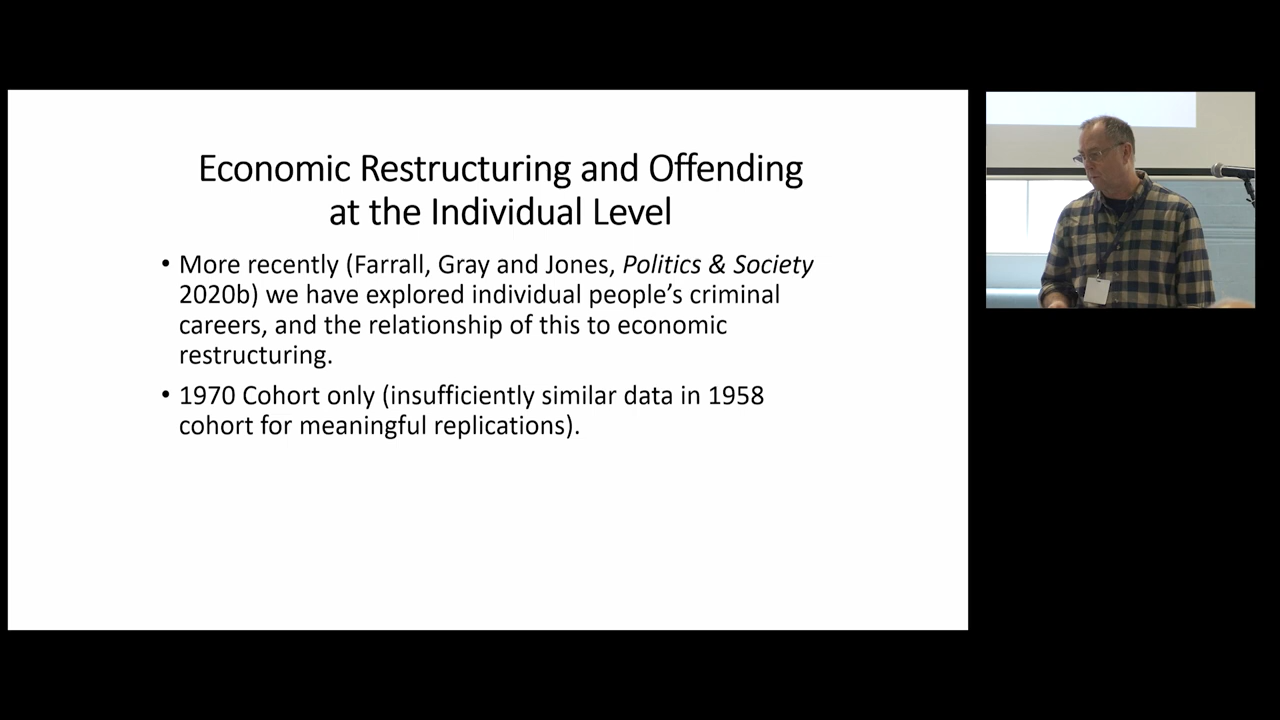 Economic Restructuring and Offending
at the Individual Level
• More recently (Farrall, Gray and Jones, Politics & Society
2020b) we have explored individual people’s criminal
careers, and the relationship of this to economic
restructuring.
• 1970 Cohort only (insufficiently similar data in 1958
cohort for meaningful replications).